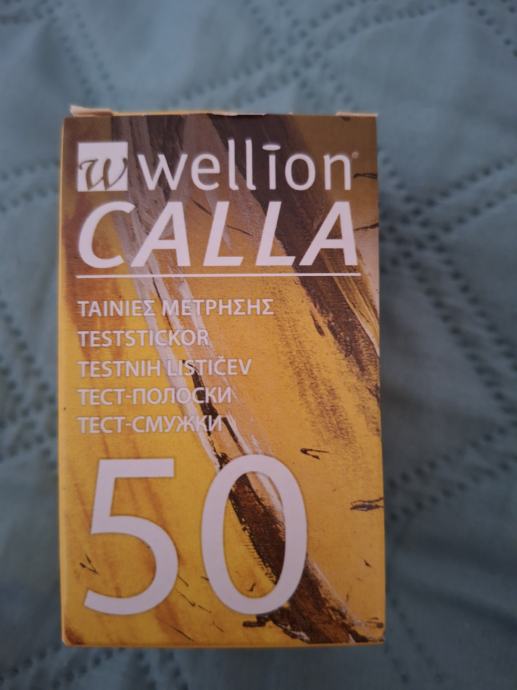 w wellion®
CALLA
ΤΑΙΝΙΕΣ ΜΕΤΡΗΣΗΣ
TESTSTICKOR
TESTNIH LISTIČEV
ТЕСТ-ПОЛОСКИ
ТЕСТ-СМУЖКИ
50